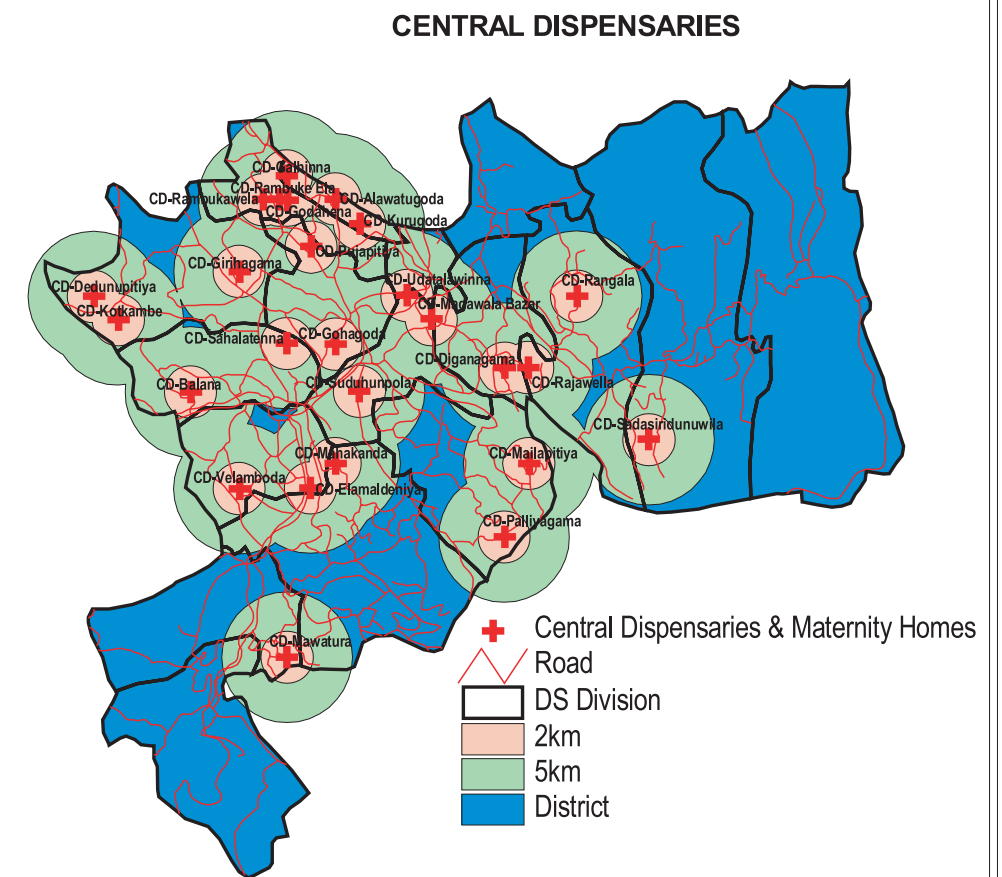 CENTRAL DISPENSARIES
CD-Galhinna
CD-Rambuke Ela
CD-Rambukawela
CD-Alawatugoda
CD-Godahena
CD-Kurugoda
CD-Pujapitiya
CD-Girihagama
CD-Udatalawinna
CD-Rangala
CD-Dedunupitiya
CD-Magawala Bazar
CD-Kotkambe
CD-Sahalatenna
CD-Gohagoda
CD-Diganagama
CD-Balana
CD-Suduhunpola
CD-Rajawella
CD-Sadasiridunuwila
CD-Mahakanda
CD-Mailapitiya
CD-Velamboda
CD-Elamaldeniya
CD-Palliyagama
CD-Mawatura
Central Dispensaries & Maternity Homes
Road
DS Division
2km
5km
District